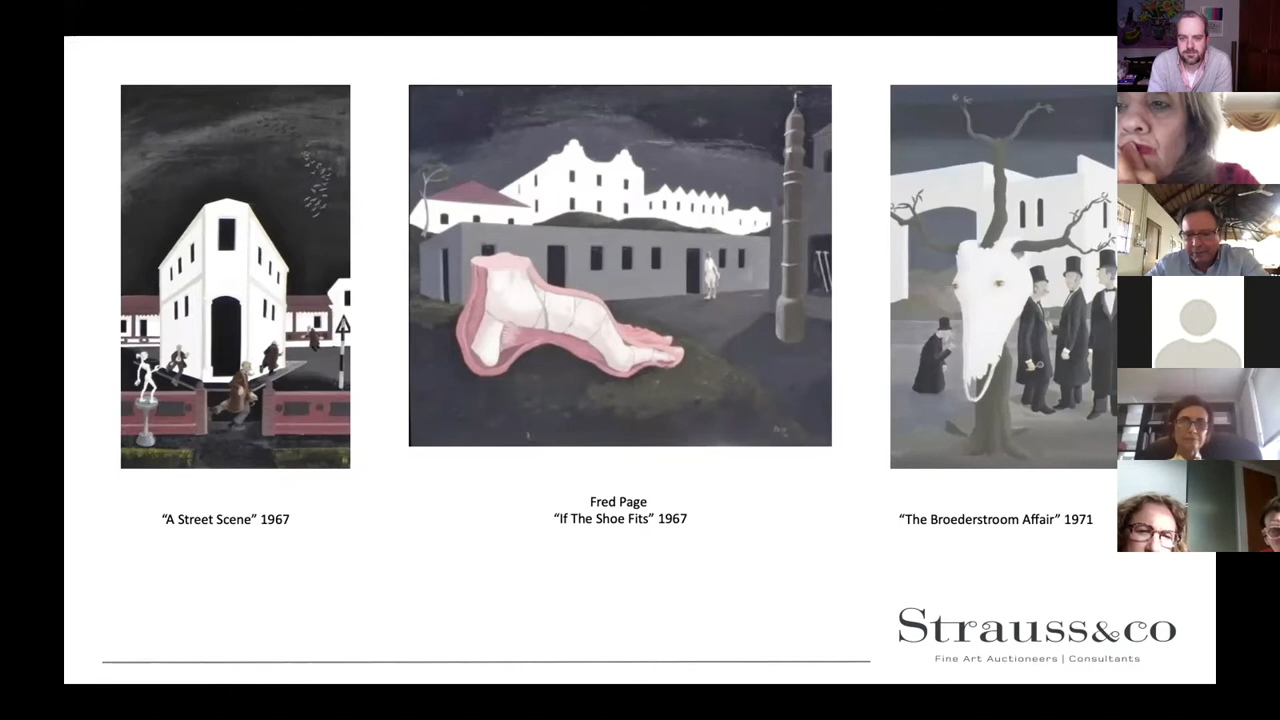 “A Street Scene” 1967
Fred Page
“If The Shoe Fits” 1967
“The Broederstroom Affair” 1971
Strauss&co
Fine Art Auctioneers | Consultants